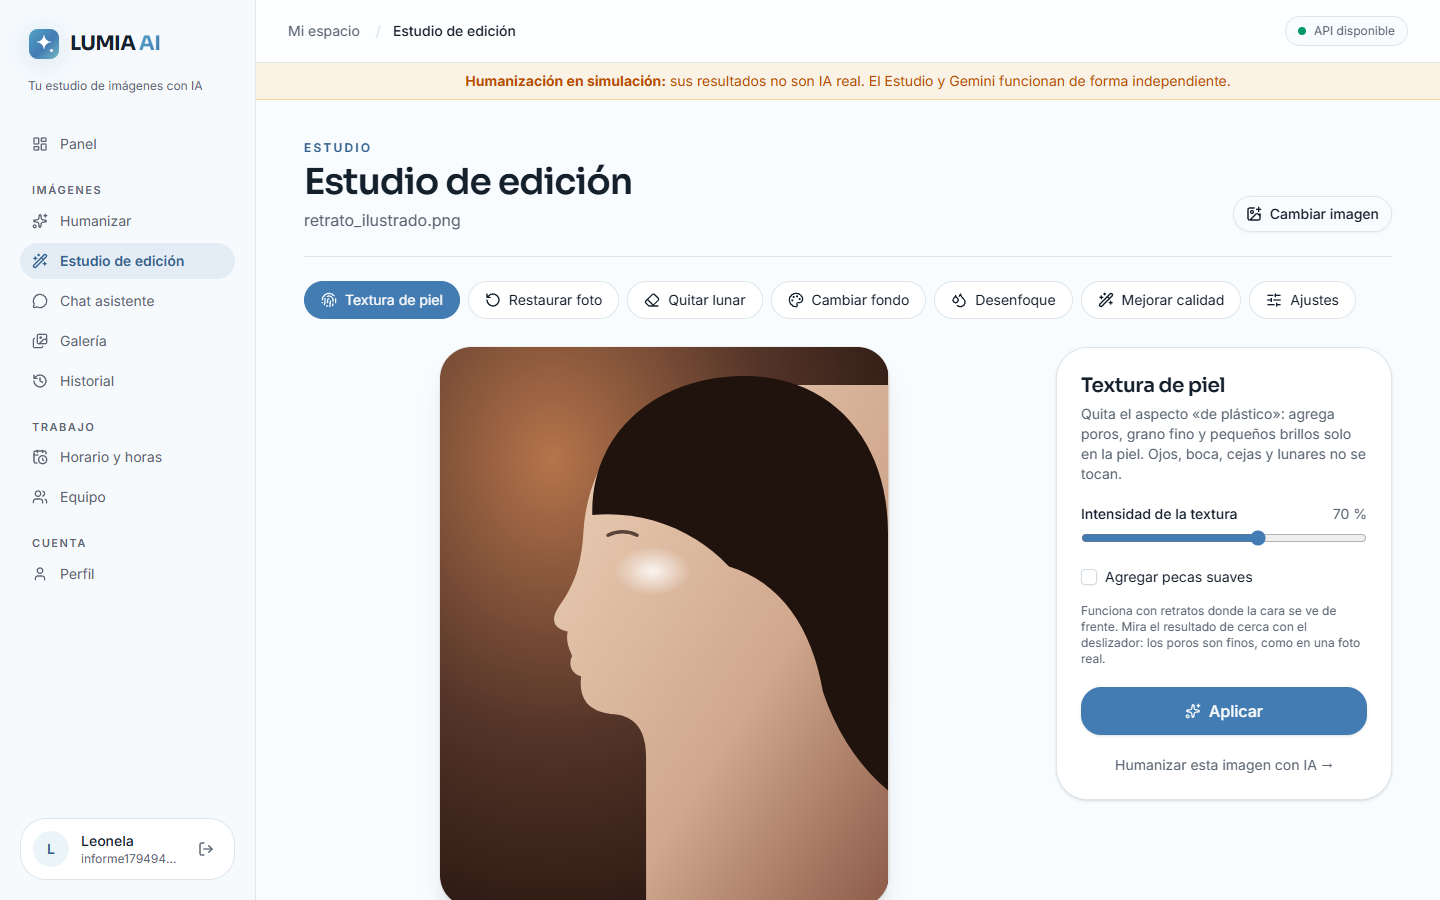 LUMIA AI
Tu estudio de imágenes con IA
Panel
IMÁGENES
Humanizar
Estudio de edición
Chat asistente
Galería
Historial
TRABAJO
Horario y horas
Equipo
CUENTA
Perfil
L
Leonela
informe179494...
Mi espacio / Estudio de edición
API disponible
Humanización en simulación: sus resultados no son IA real. El Estudio y Gemini funcionan de forma independiente.
ESTUDIO
Estudio de edición
retrato_ilustrado.png
Cambiar imagen
Textura de piel
Restaurar foto
Quitar lunar
Cambiar fondo
Desenfoque
Mejorar calidad
Ajustes
Textura de piel
Quita el aspecto «de plástico»: agrega
poros, grano fino y pequeños brillos solo
en la piel. Ojos, boca, cejas y lunares no se
tocan.
Intensidad de la textura 70 %
Agregar pecas suaves
Funciona con retratos donde la cara se ve de
frente. Mira el resultado de cerca con el
deslizador: los poros son finos, como en una foto
real.
Aplicar
Humanizar esta imagen con IA →